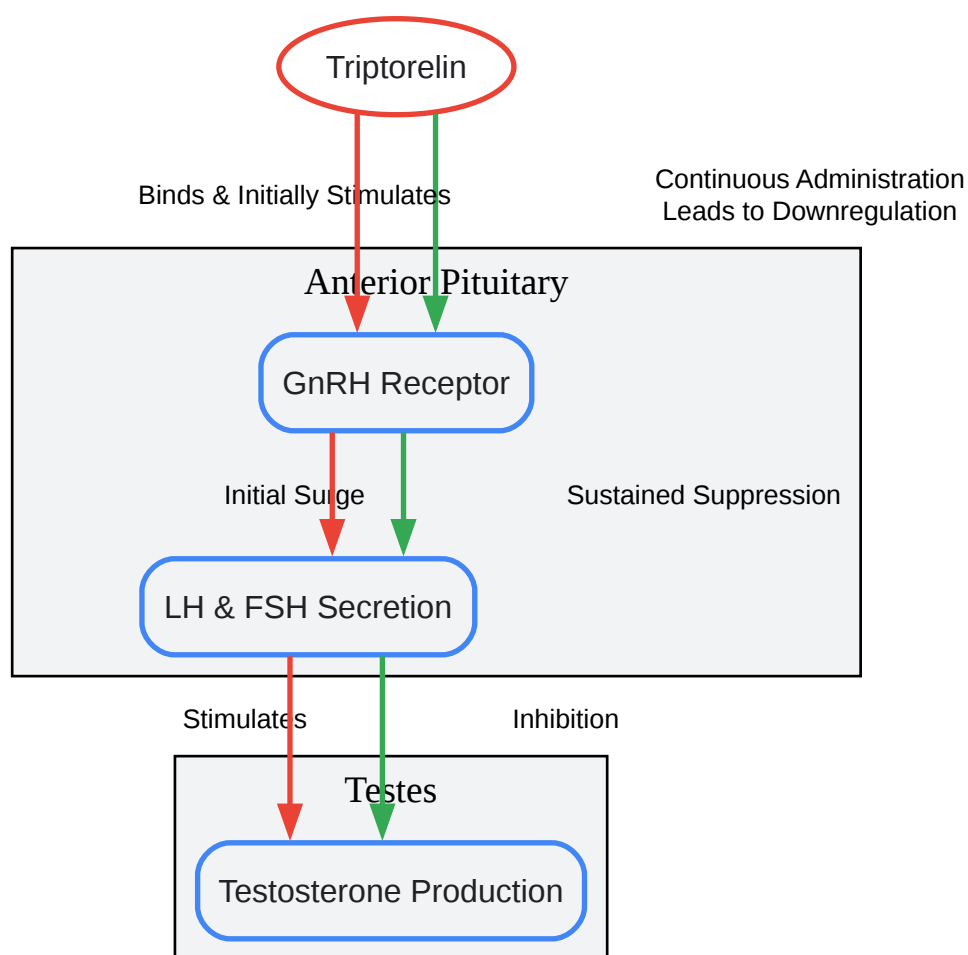 Triptorelin
Binds & Initially Stimulates
Continuous Administration
Leads to Downregulation
Anterior Pituitary
GnRH Receptor
Initial Surge
Sustained Suppression
LH & FSH Secretion
Stimulates
Inhibition
Testes
Testosterone Production